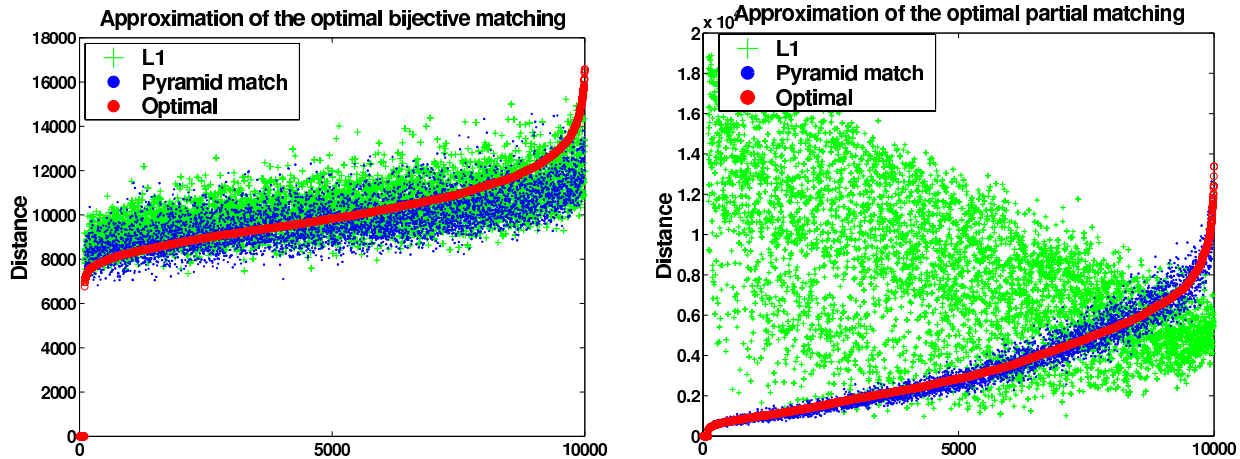 Approximation of the optimal bijective matching
18000
16000
14000
12000
10000
8000
6000
4000
2000
0
Distance
L1
Pyramid match
Optimal
0
5000
10000
Approximation of the optimal partial matching
2
1.8
1.6
1.4
1.2
1
0.8
0.6
0.4
0.2
0
Distance
L1
Pyramid match
Optimal
0
5000
10000